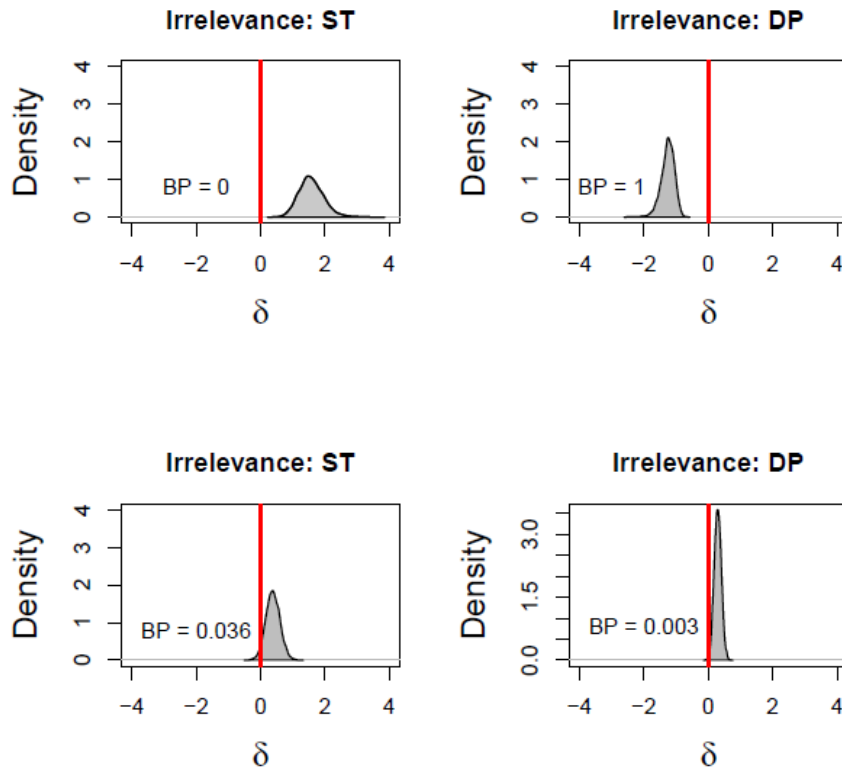 Irrelevance: ST
Density
4
3
2
1
0
BP = 0
−4 −2 0 2 4
δ
Irrelevance: DP
Density
4
3
2
1
0
BP = 1
−4 −2 0 2 4
δ
Irrelevance: ST
Density
4
3
2
1
0
BP = 0.036
−4 −2 0 2 4
δ
Irrelevance: DP
Density
3.0
1.5
0.0
BP = 0.003
−4 −2 0 2 4
δ